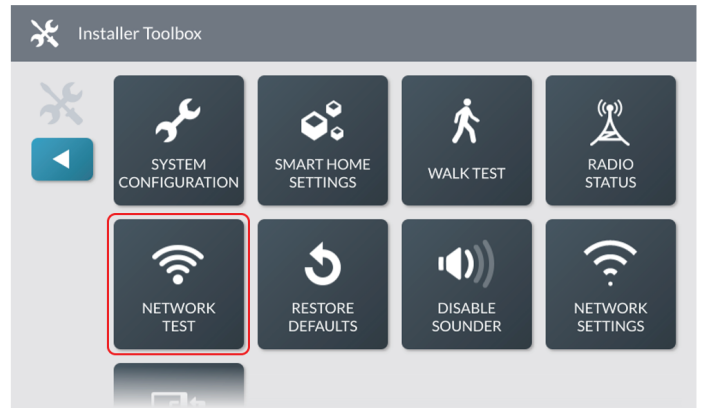 Installer Toolbox
SYSTEM
CONFIGURATION
SMART HOME
SETTINGS
WALK TEST
RADIO
STATUS
NETWORK
TEST
RESTORE
DEFAULTS
DISABLE
SOUNDER
NETWORK
SETTINGS